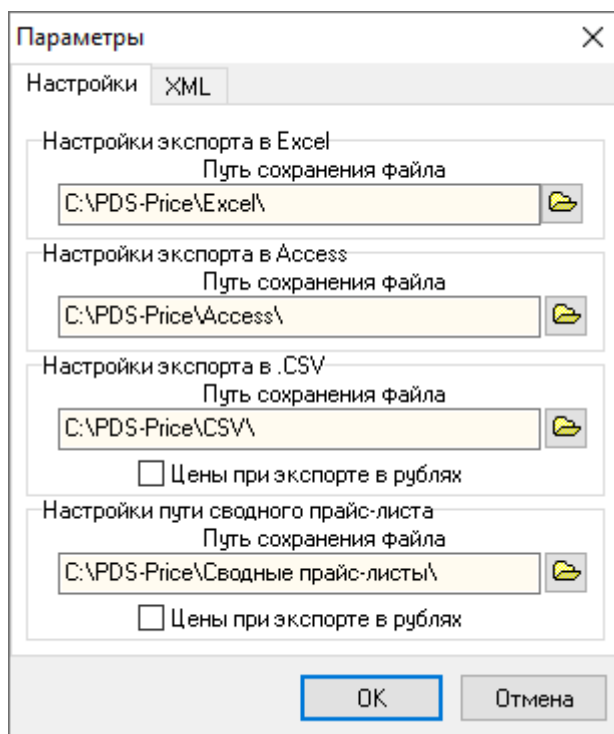 Параметры
Настройки XML
Настройки экспорта в Excel
Путь сохранения файла
C:\PDS-Price\Excel\
Настройки экспорта в Access
Путь сохранения файла
C:\PDS-Price\Access\
Настройки экспорта в .CSV
Путь сохранения файла
C:\PDS-Price\CSV\
Цены при экспорте в рублях
Настройки пути сводного прайс-листа
Путь сохранения файла
C:\PDS-Price\Сводные прайс-листы\
Цены при экспорте в рублях
OK Отмена